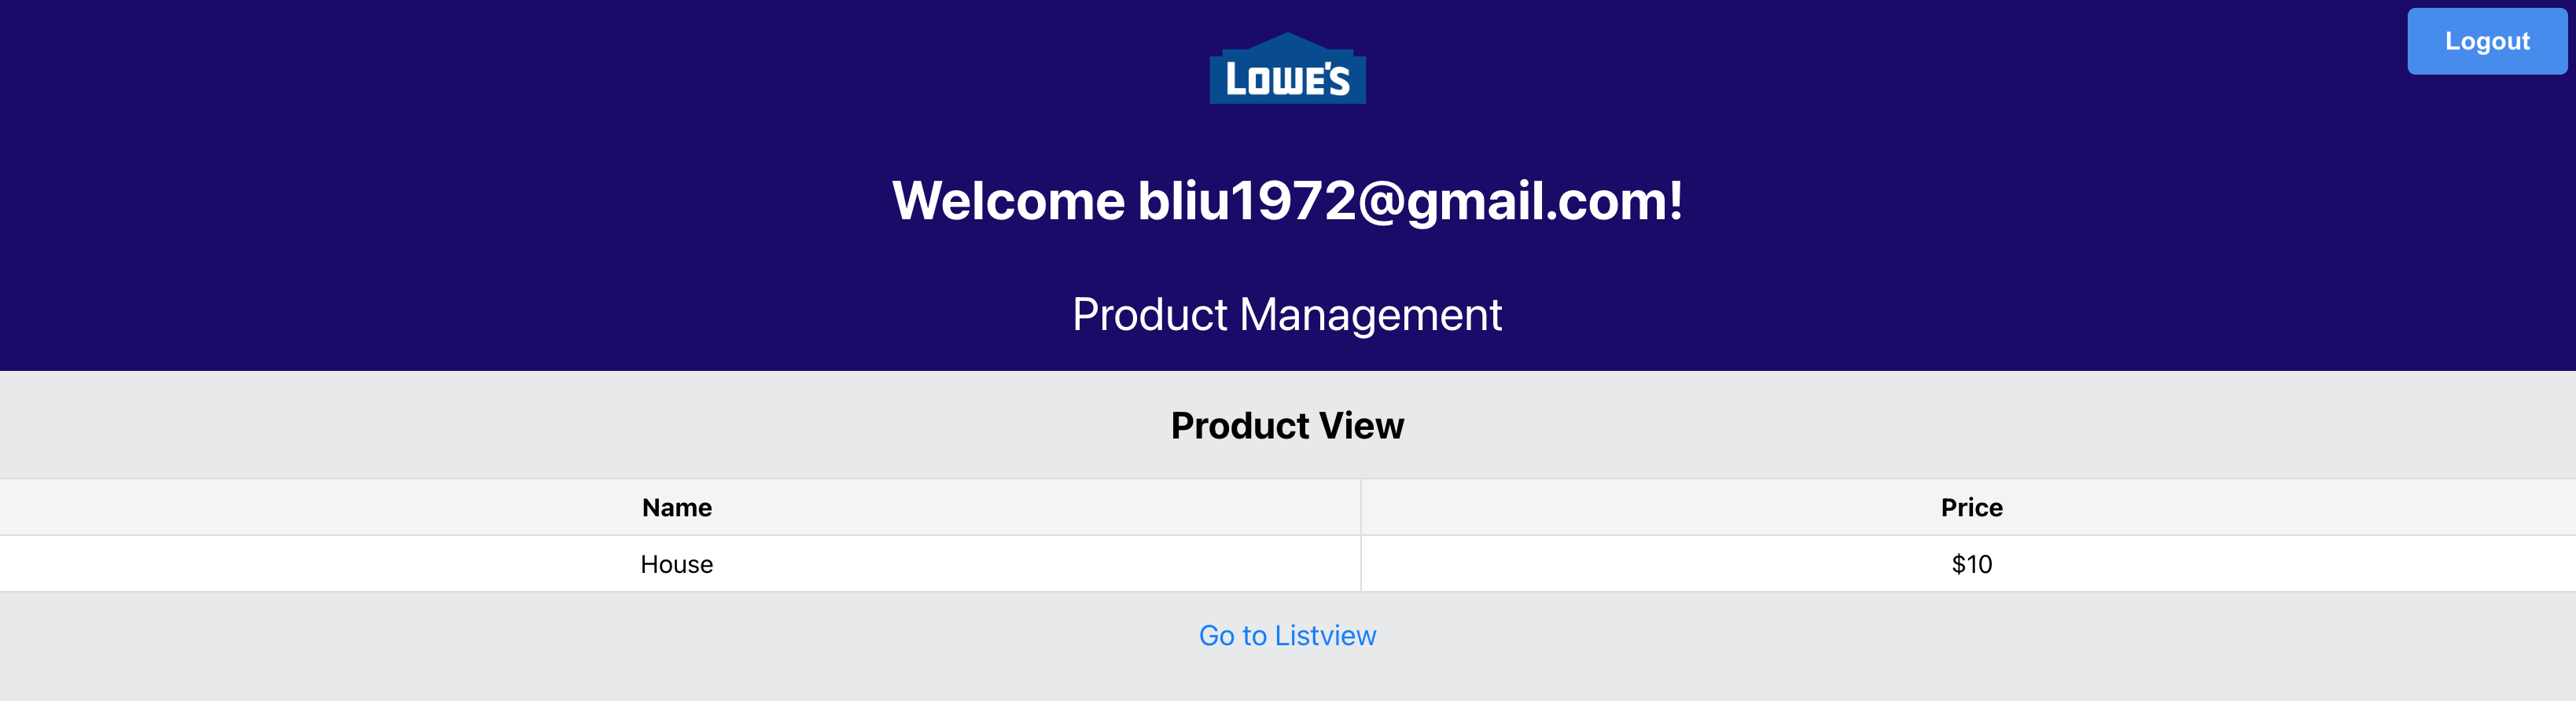 Logout
LOWE'S
Welcome bliu1972@gmail.com!
Product Management
Product View
Name Price
House $10
Go to Listview